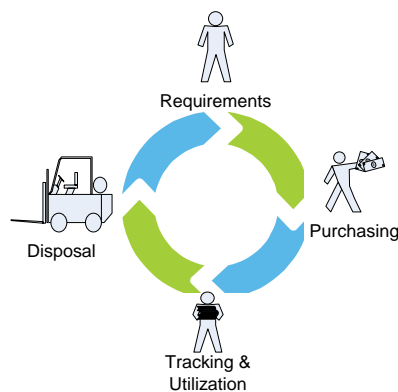 Requirements
Purchasing
Disposal
Tracking &
Utilization